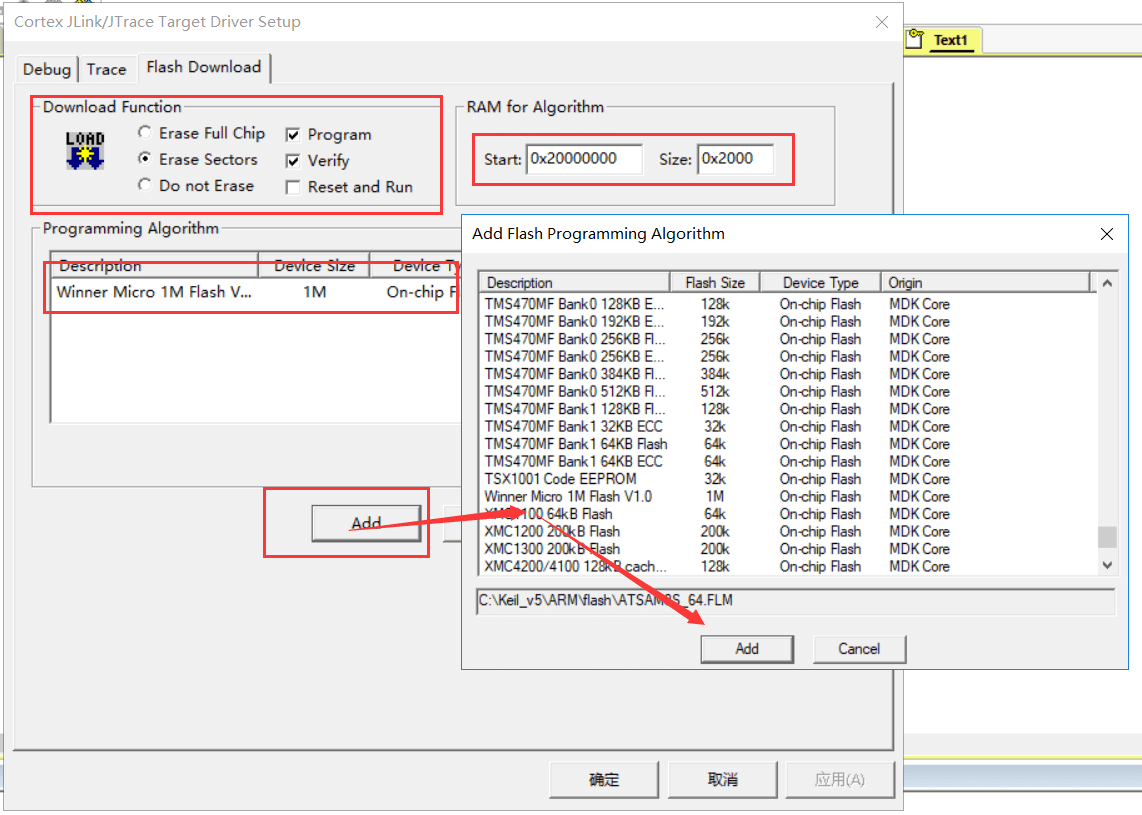 Cortex JLink/JTrace Target Driver Setup
Text1
Debug Trace Flash Download
Download Function
LOAD
Erase Full Chip
Program
Erase Sectors
Verify
Do not Erase
Reset and Run
RAM for Algorithm
Start: 0x20000000 Size: 0x2000
Programming Algorithm
Description Device Size Device Ty
Winner Micro 1M Flash V... 1M On-chip F
Add
Add Flash Programming Algorithm
Description Flash Size Device Type Origin
TMS470MF Bank0 128KB E... 128k On-chip Flash MDK Core
TMS470MF Bank0 192KB E... 192k On-chip Flash MDK Core
TMS470MF Bank0 256KB Fl... 256k On-chip Flash MDK Core
TMS470MF Bank0 256KB E... 256k On-chip Flash MDK Core
TMS470MF Bank0 384KB Fl... 384k On-chip Flash MDK Core
TMS470MF Bank0 512KB Fl... 512k On-chip Flash MDK Core
TMS470MF Bank1 128KB Fl... 128k On-chip Flash MDK Core
TMS470MF Bank1 32KB ECC 32k On-chip Flash MDK Core
TMS470MF Bank1 64KB Flash 64k On-chip Flash MDK Core
TMS470MF Bank1 64KB ECC 64k On-chip Flash MDK Core
TSX1001 Code EEPROM 32k On-chip Flash MDK Core
Winner Micro 1M Flash V1.0 1M On-chip Flash MDK Core
64kB Flash 64k On-chip Flash MDK Core
XMC1200 200kB Flash 200k On-chip Flash MDK Core
XMC1300 200kB Flash 200k On-chip Flash MDK Core
XMC4200/4100 128kB cach... 128k On-chip Flash MDK Core
C:\Keil_v5\ARM\flash\ATSAM3S_64.FLM
Add Cancel
确定 取消 应用(A)